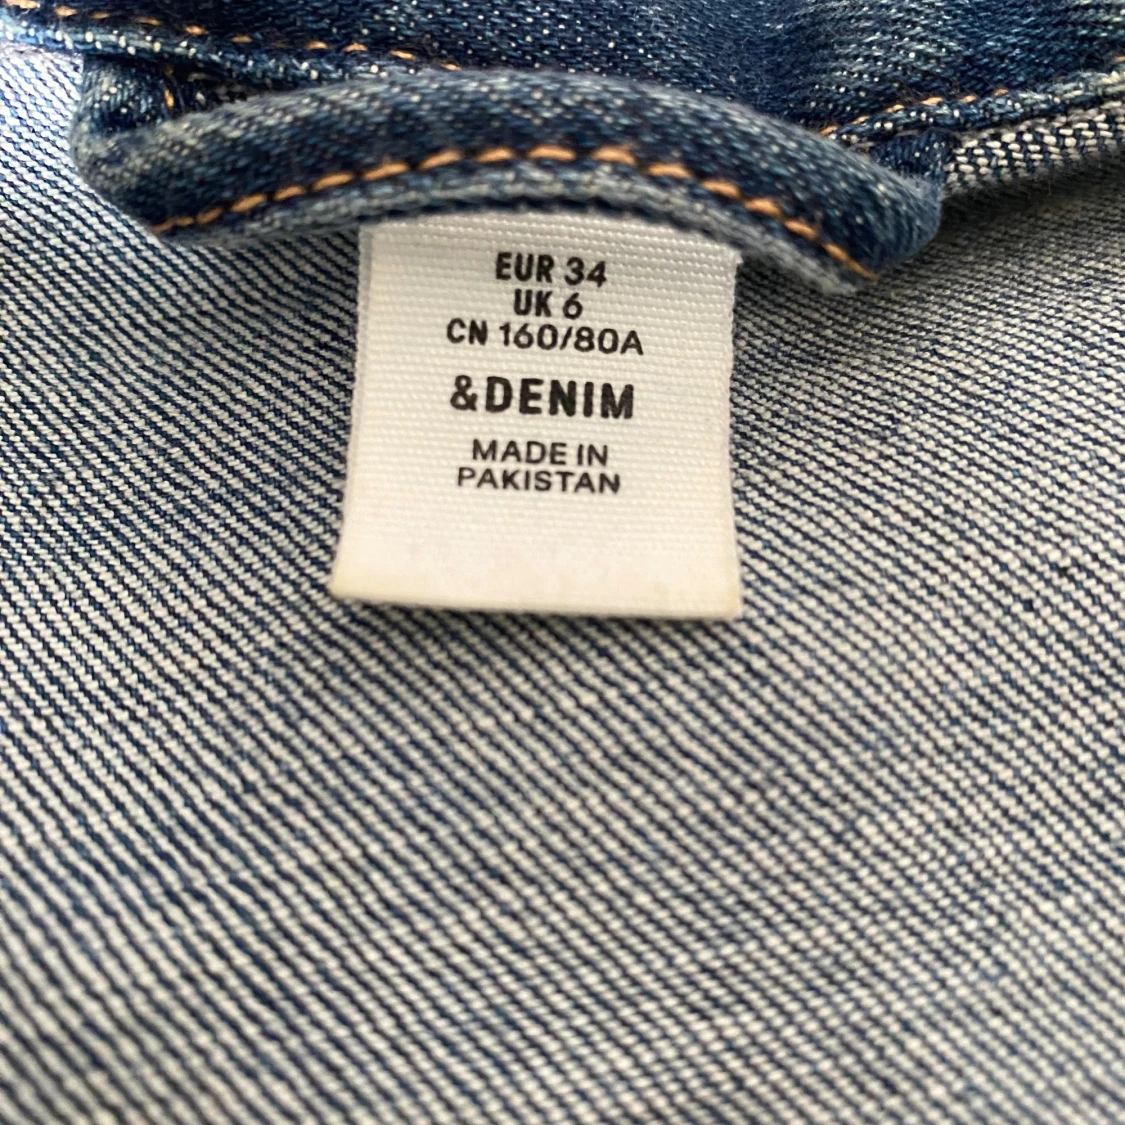 EUR 34
UK 6
CN 160/80A
&DENIM
MADE IN
PAKISTAN